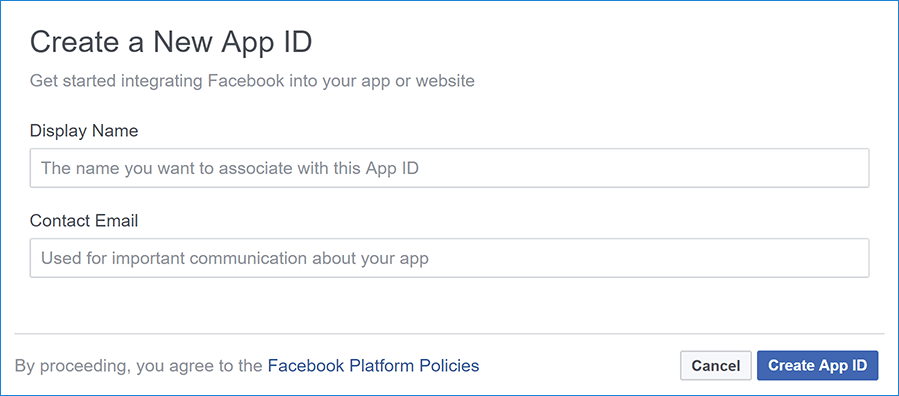 Create a New App ID
Get started integrating Facebook into your app or website
Display Name
The name you want to associate with this App ID
Contact Email
Used for important communication about your app
By proceeding, you agree to the Facebook Platform Policies
Cancel
Create App ID